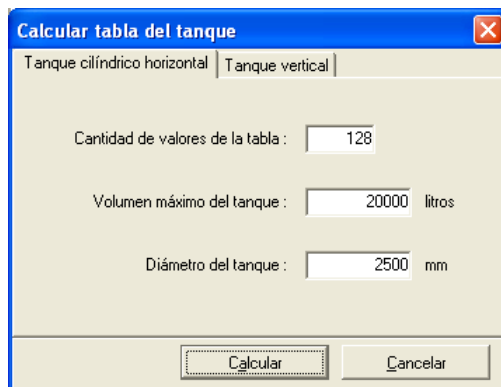 Calcular tabla del tanque
Tanque cilíndrico horizontal Tanque vertical
Cantidad de valores de la tabla : 128
Volumen máximo del tanque : 20000 litros
Diámetro del tanque : 2500 mm
Calcular Cancelar